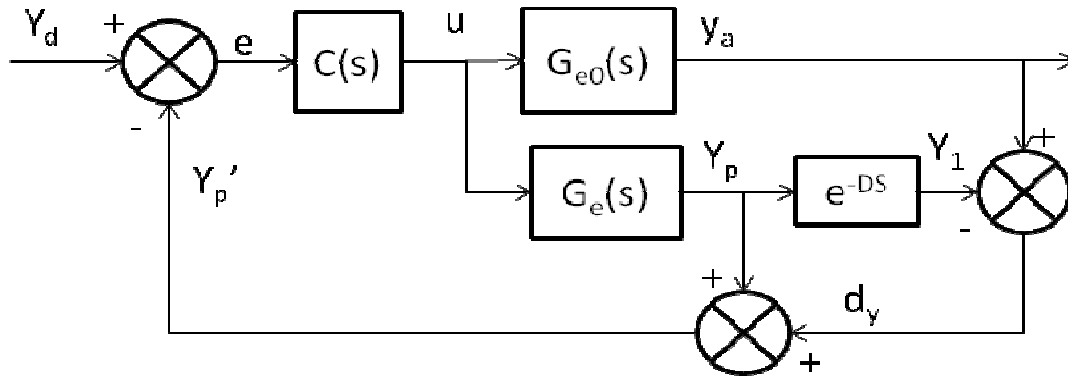 Y_d
+
-
e
C(s)
u
G_e0(s)
y_a
Y_p'
G_e(s)
Y_p
e^-DS
Y_1
+
-
+
+
d_y